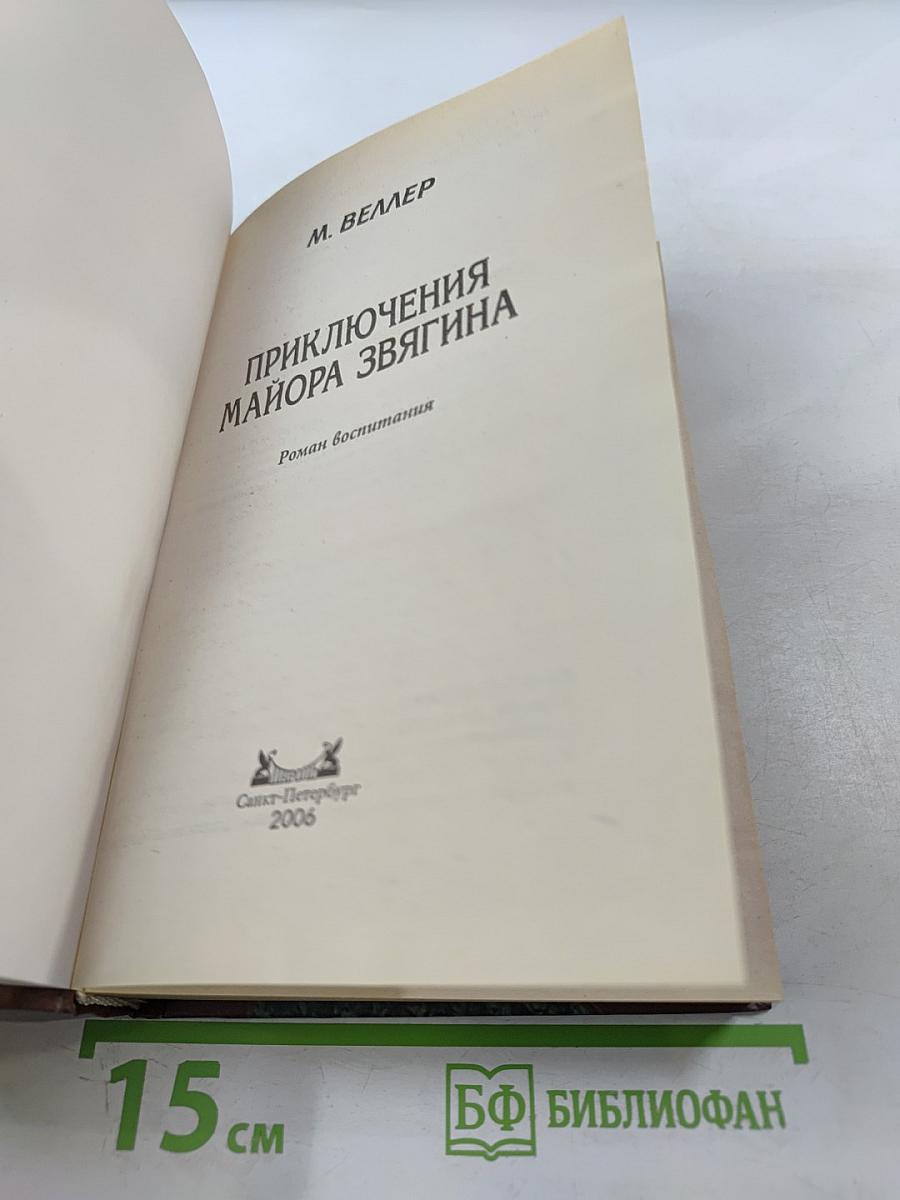 М. ВЕЛЛЕР
ПРИКЛЮЧЕНИЯ
МАЙОРА ЗВЯГИНА
Роман воспитания
Санкт-Петербург
2006
15 см
БФ БИБЛИОФАН